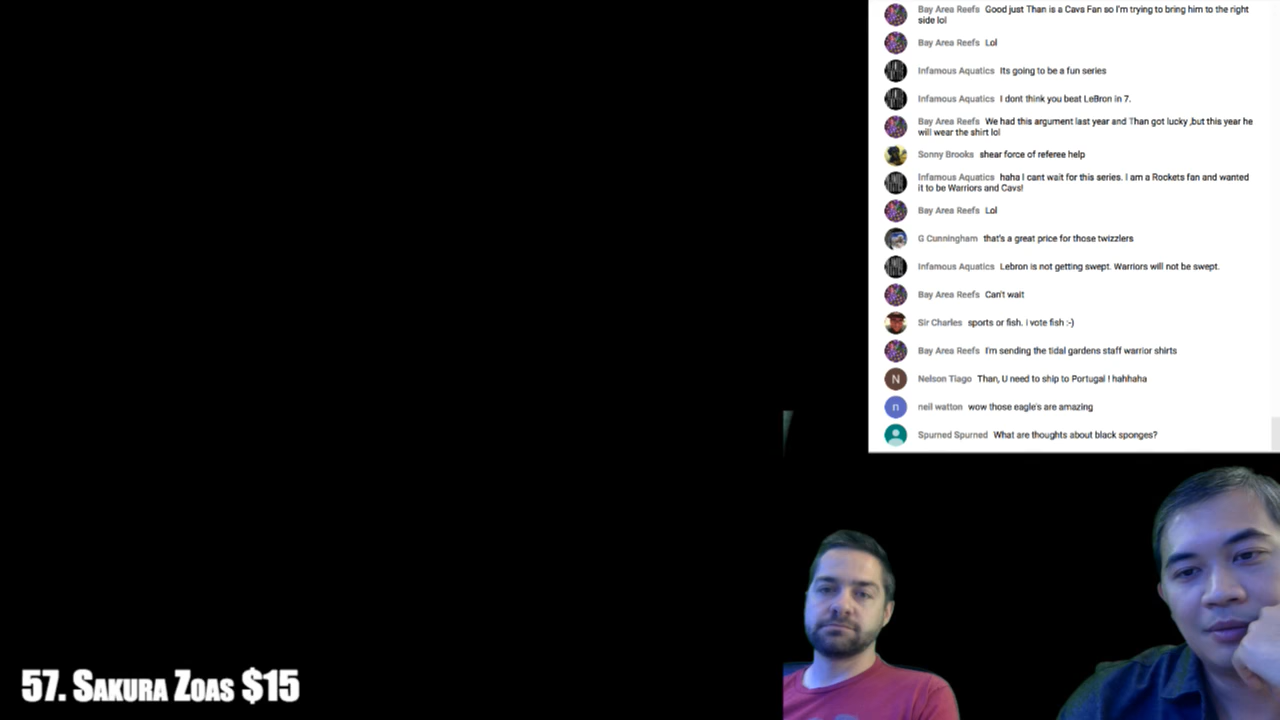 Bay Area Reefs Good just Than is a Cavs Fan so I'm trying to bring him to the right
side lol
Bay Area Reefs Lol
Infamous Aquatics Its going to be a fun series
Infamous Aquatics I dont think you beat LeBron in 7.
Bay Area Reefs We had this argument last year and Than got lucky ,but this year he
will wear the shirt lol
Sonny Brooks shear force of referee help
Infamous Aquatics haha I cant wait for this series. I am a Rockets fan and wanted
it to be Warriors and Cavs!
Bay Area Reefs Lol
G Cunningham that's a great price for those twizzlers
Infamous Aquatics Lebron is not getting swept. Warriors will not be swept.
Bay Area Reefs Can't wait
Sir Charles sports or fish. i vote fish :-)
Bay Area Reefs I'm sending the tidal gardens staff warrior shirts
N Nelson Tiago Than, U need to ship to Portugal ! hahhaha
n neil watton wow those eagle's are amazing
Spurned Spurned What are thoughts about black sponges?
57. Sakura Zoas $15